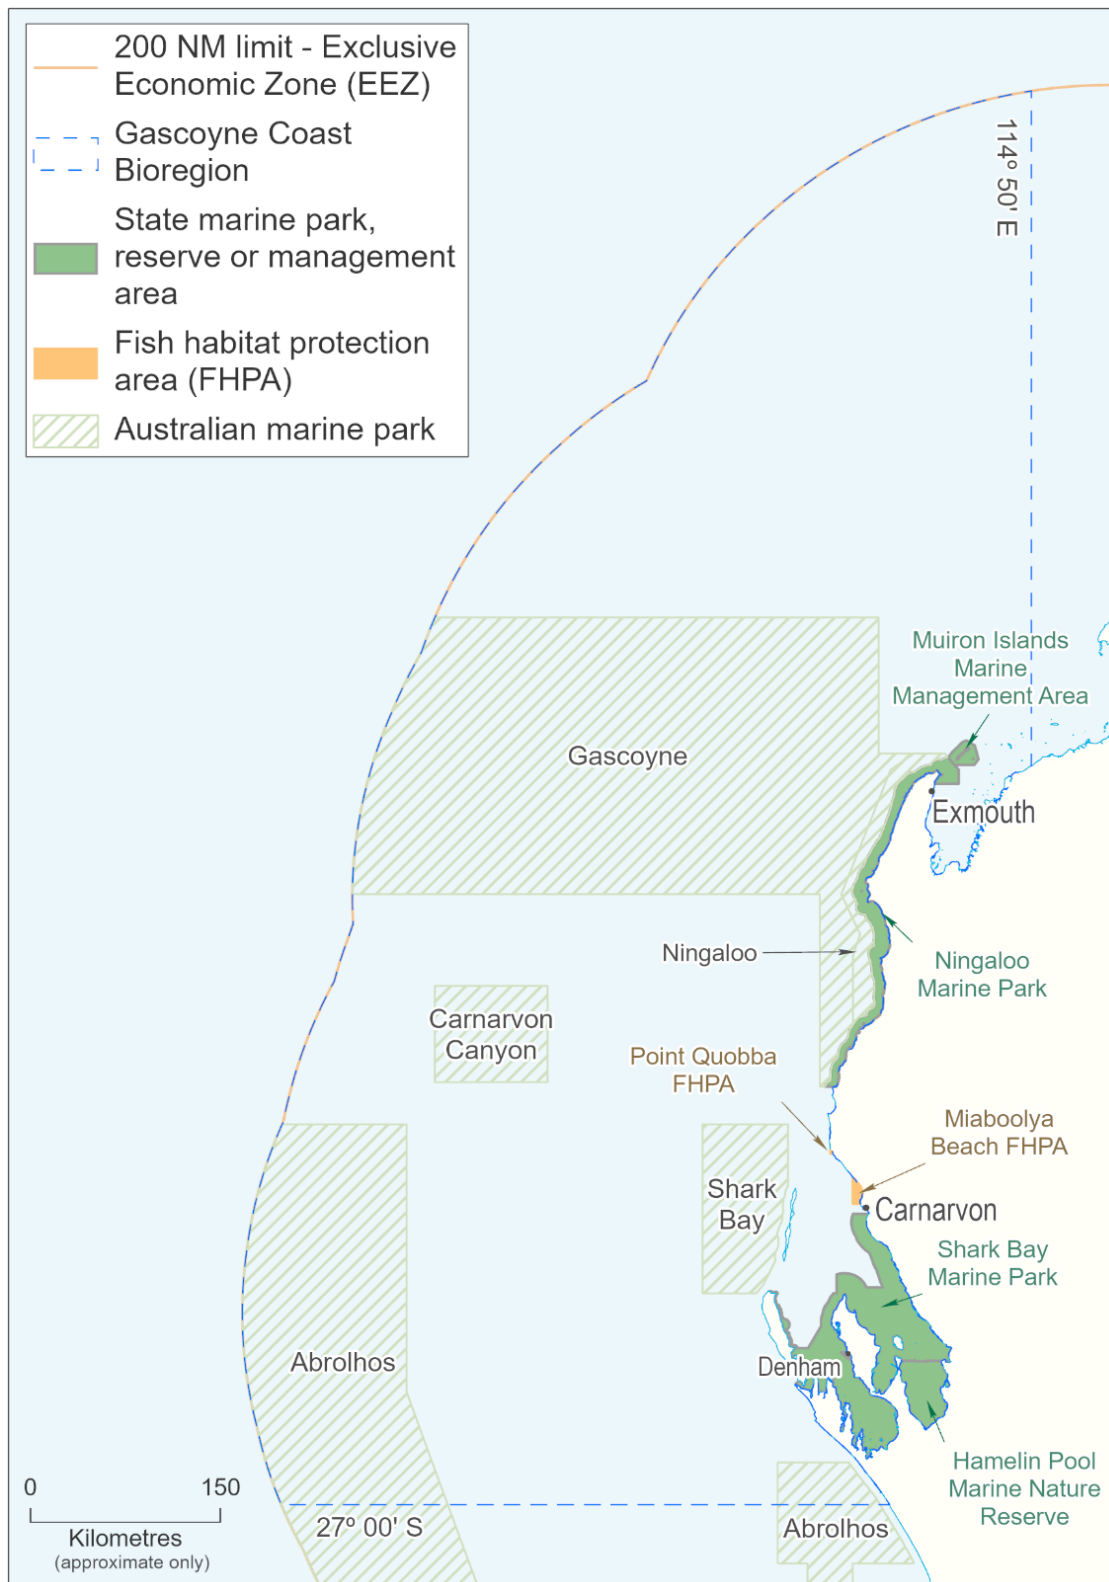 200 NM limit - Exclusive
Economic Zone (EEZ)
Gascoyne Coast
Bioregion
State marine park,
reserve or management
area
Fish habitat protection
area (FHPA)
Australian marine park
114º 50' E
Muiron Islands
Marine
Management Area
Gascoyne
Exmouth
Ningaloo
Ningaloo
Marine Park
Carnarvon
Canyon
Point Quobba
FHPA
Miaboolya
Beach FHPA
Shark
Bay
Carnarvon
Shark Bay
Marine Park
Abrolhos
Denham
Hamelin Pool
Marine Nature
Reserve
0 150
Kilometres
(approximate only)
27º 00' S
Abrolhos